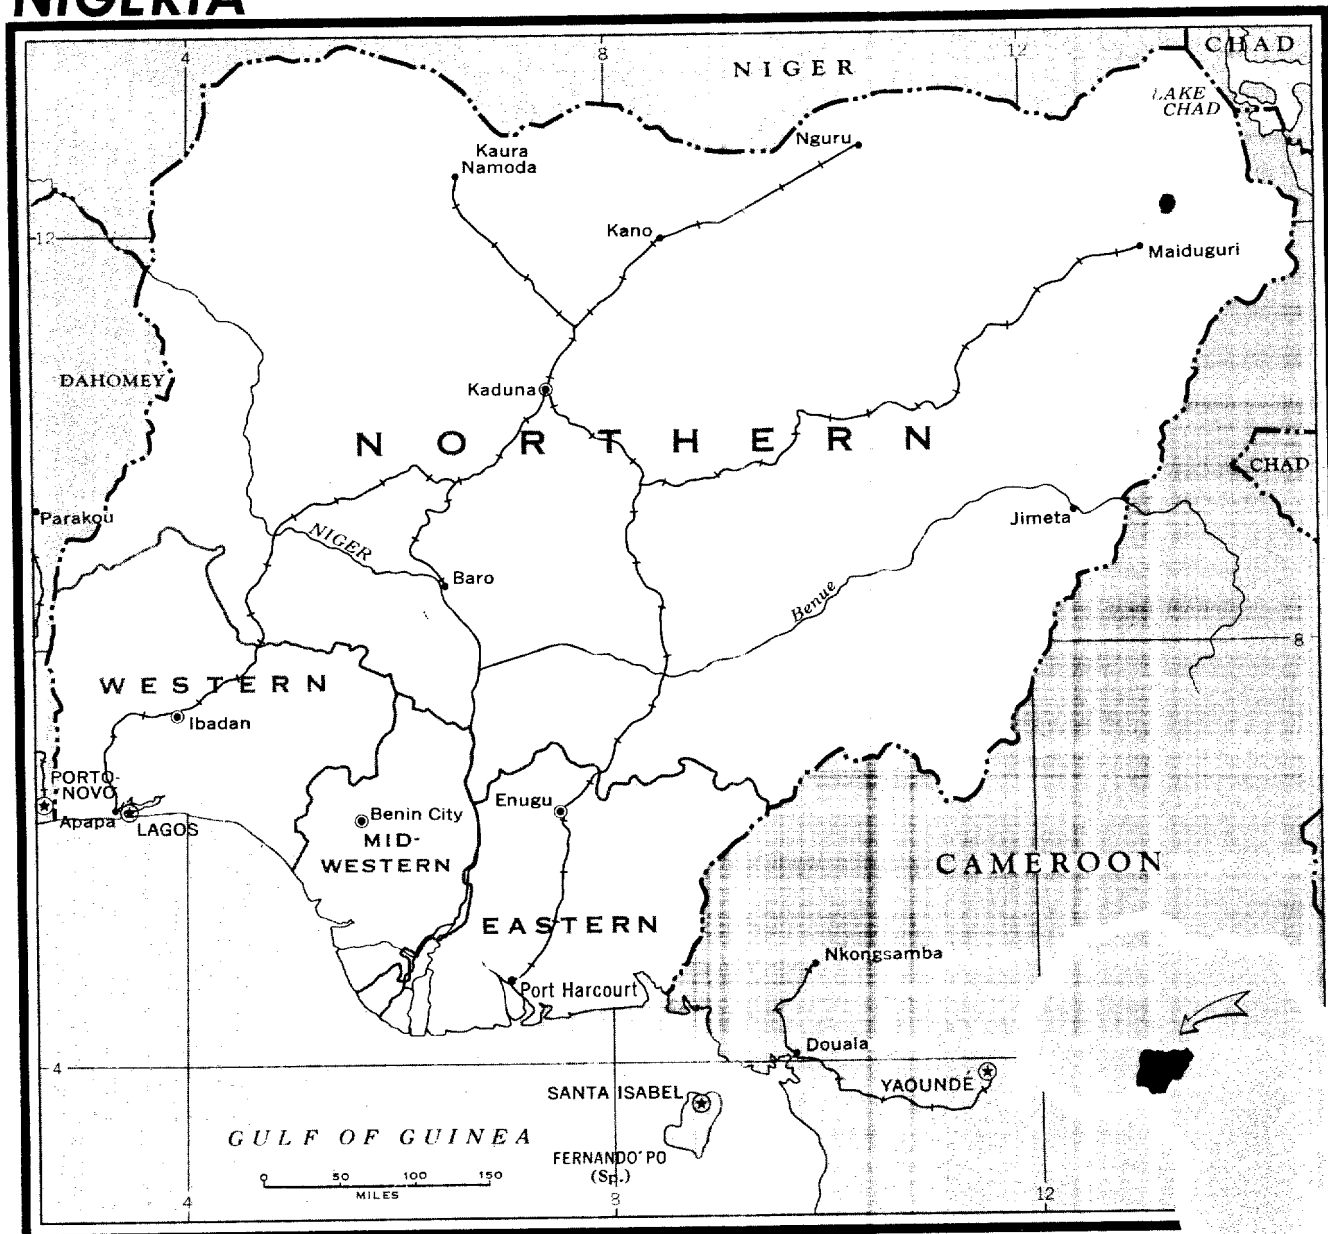 NIGERIA
4
8
12
CHAD
NIGER
LAKE
CHAD
Nguru
Kaura
Namoda
Kano
12
Maiduguri
DAHOMEY
Kaduna
NORTHERN
CHAD
Parakou
Jimeta
NIGER
Baro
Benue
8
WESTERN
Ibadan
PORTO-
NOVO
Enugu
Apapa
LAGOS
Benin City
MID-
WESTERN
CAMEROON
EASTERN
Nkongsamba
Port Harcourt
Douala
4
YAOUNDÉ
SANTA ISABEL
GULF OF GUINEA
FERNANDO PO
(Sp.)
0 50 100 150
MILES
4
8
12